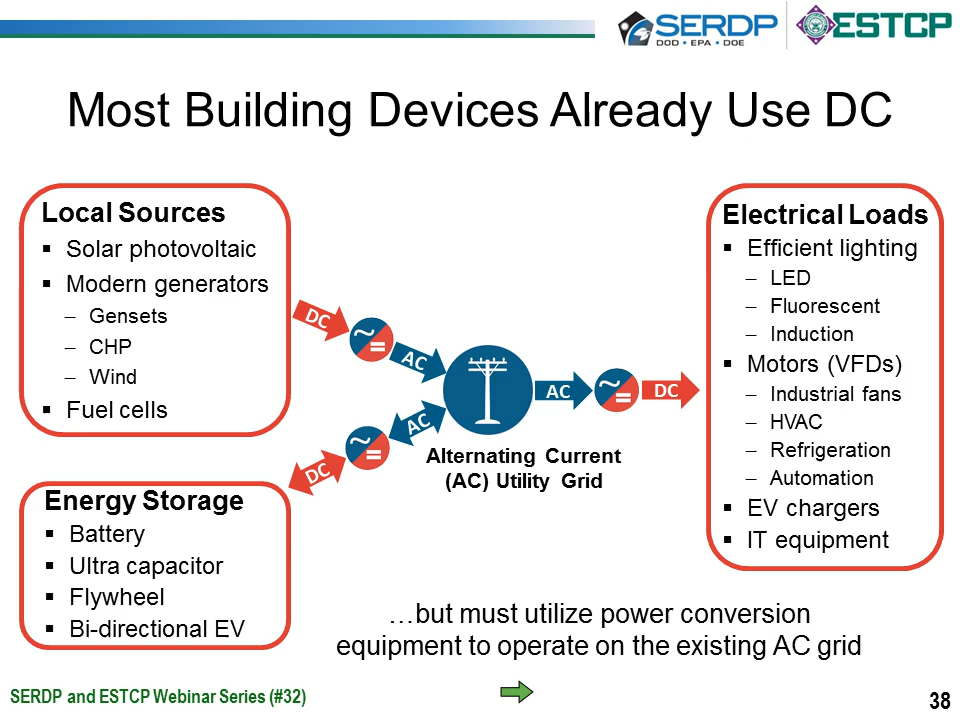 SERDP
DOD • EPA • DOE
ESTCP
Most Building Devices Already Use DC
Local Sources
▪ Solar photovoltaic
▪ Modern generators
– Gensets
– CHP
– Wind
▪ Fuel cells
Energy Storage
▪ Battery
▪ Ultra capacitor
▪ Flywheel
▪ Bi-directional EV
DC
AC
AC
DC
AC
DC
Alternating Current
(AC) Utility Grid
Electrical Loads
▪ Efficient lighting
– LED
– Fluorescent
– Induction
▪ Motors (VFDs)
– Industrial fans
– HVAC
– Refrigeration
– Automation
▪ EV chargers
▪ IT equipment
…but must utilize power conversion
equipment to operate on the existing AC grid
SERDP and ESTCP Webinar Series (#32)
38